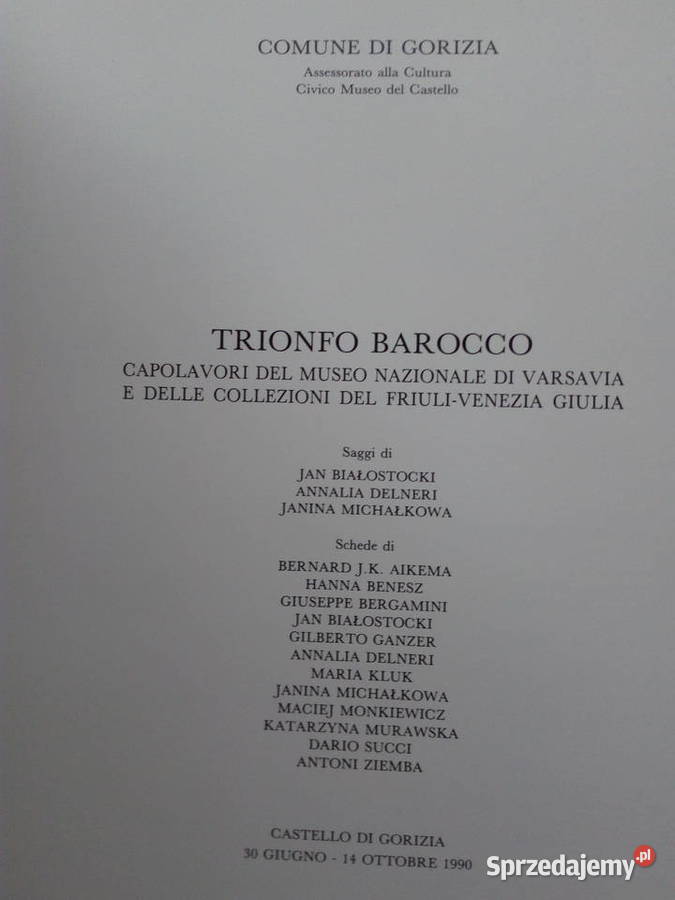 COMUNE DI GORIZIA
Assessorato alla Cultura
Civico Museo del Castello
TRIONFO BAROCCO
CAPOLAVORI DEL MUSEO NAZIONALE DI VARSAVIA
E DELLE COLLEZIONI DEL FRIULI-VENEZIA GIULIA
Saggi di
JAN BIAŁOSTOCKI
ANNALIA DELNERI
JANINA MICHAŁKOWA
Schede di
BERNARD J.K. AIKEMA
HANNA BENESZ
GIUSEPPE BERGAMINI
JAN BIAŁOSTOCKI
GILBERTO GANZER
ANNALIA DELNERI
MARIA KLUK
JANINA MICHAŁKOWA
MACIEJ MONKIEWICZ
KATARZYNA MURAWSKA
DARIO SUCCI
ANTONI ZIEMBA
CASTELLO DI GORIZIA
30 GIUGNO - 14 OTTOBRE 1990
Sprzedajemy.pl